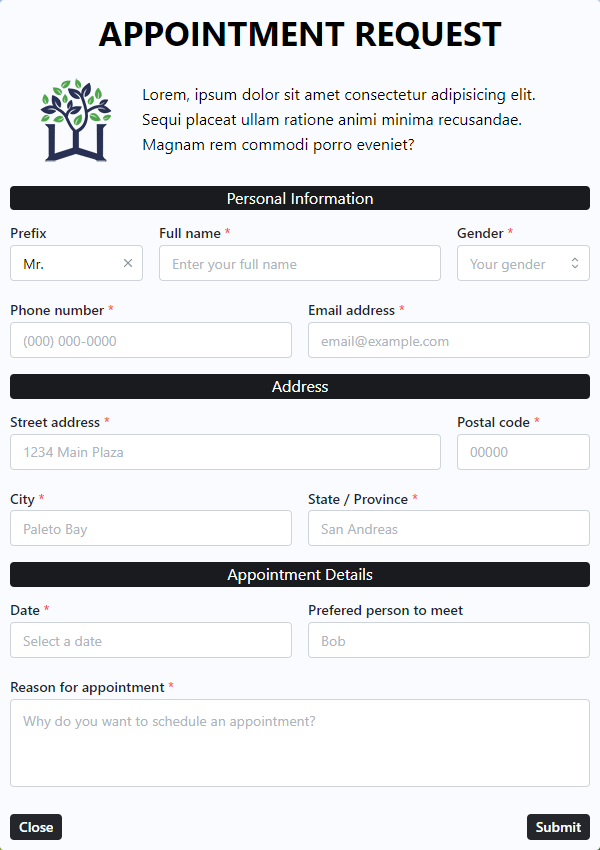 APPOINTMENT REQUEST
Lorem, ipsum dolor sit amet consectetur adipisicing elit.
Sequi placeat ullam ratione animi minima recusandae.
Magnam rem commodi porro eveniet?
Personal Information
Prefix
Full name *
Gender *
Mr.
Enter your full name
Your gender
Phone number *
Email address *
(000) 000-0000
email@example.com
Address
Street address *
Postal code *
1234 Main Plaza
00000
City *
State / Province *
Paleto Bay
San Andreas
Appointment Details
Date *
Prefered person to meet
Select a date
Bob
Reason for appointment *
Why do you want to schedule an appointment?
Close
Submit